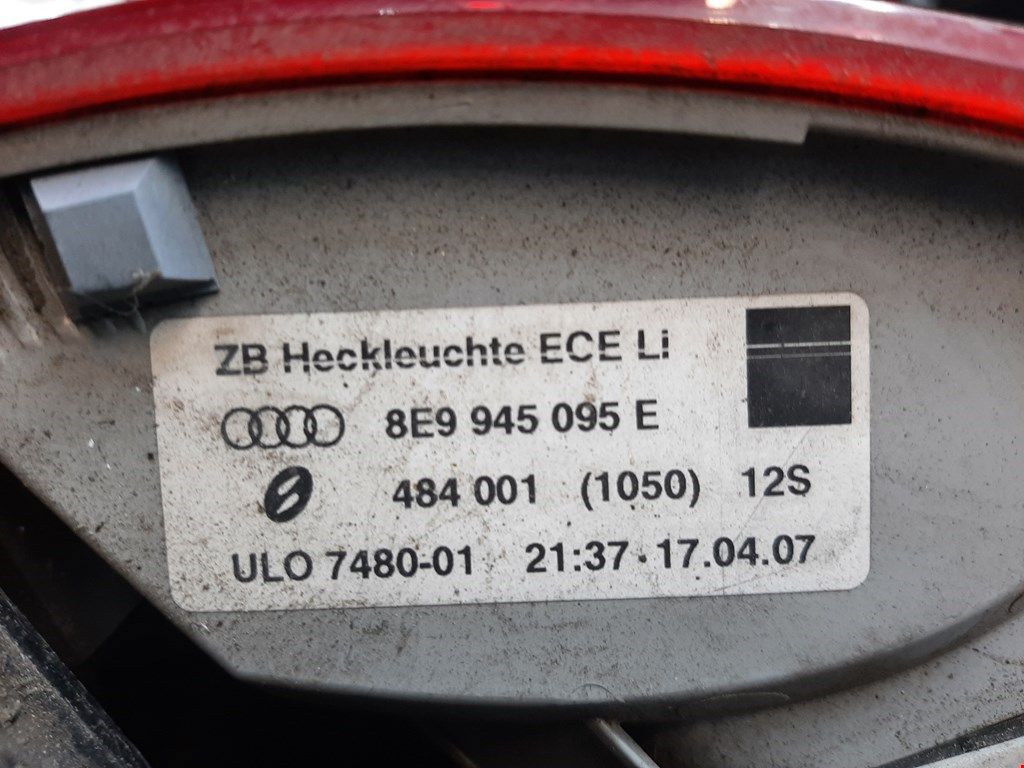 ZB Heckleuchte ECE Li
8E9 945 095 E
484 001 (1050) 12S
ULO 7480-01 21:37 · 17.04.07